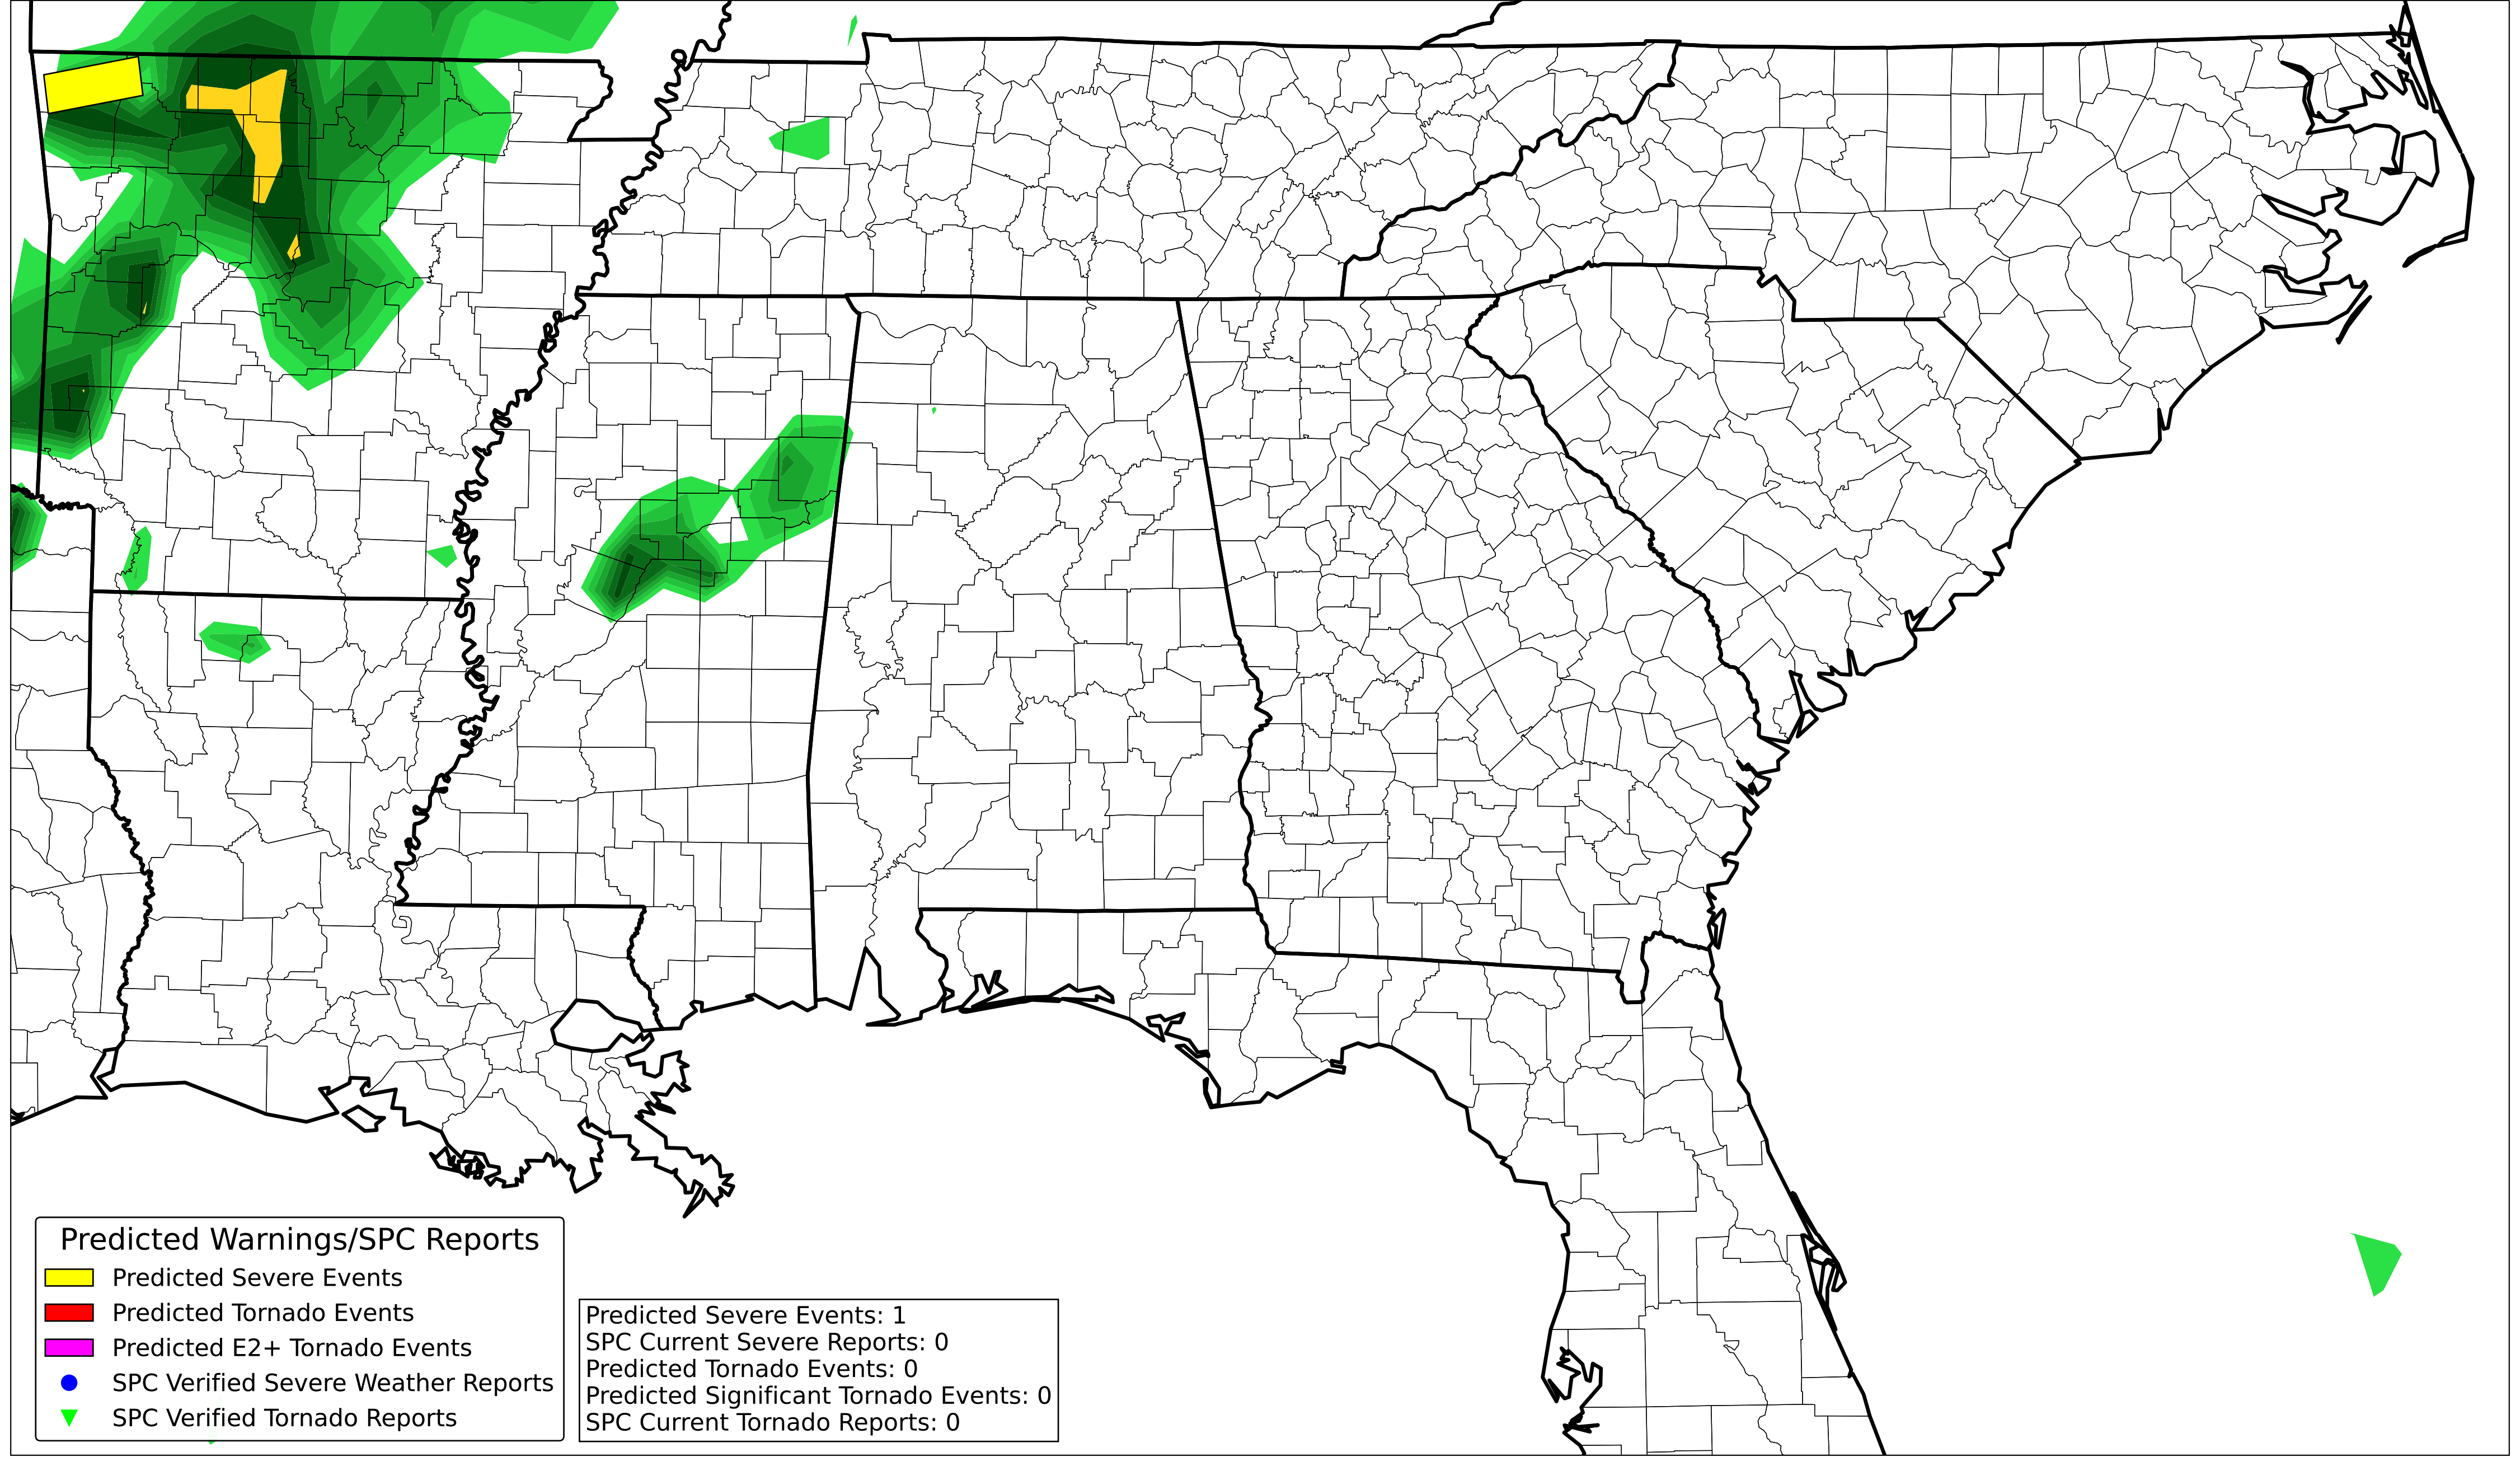 Predicted Warnings/SPC Reports
Predicted Severe Events
Predicted Tornado Events
Predicted E2+ Tornado Events
SPC Verified Severe Weather Reports
SPC Verified Tornado Reports
Predicted Severe Events: 1
SPC Current Severe Reports: 0
Predicted Tornado Events: 0
Predicted Significant Tornado Events: 0
SPC Current Tornado Reports: 0